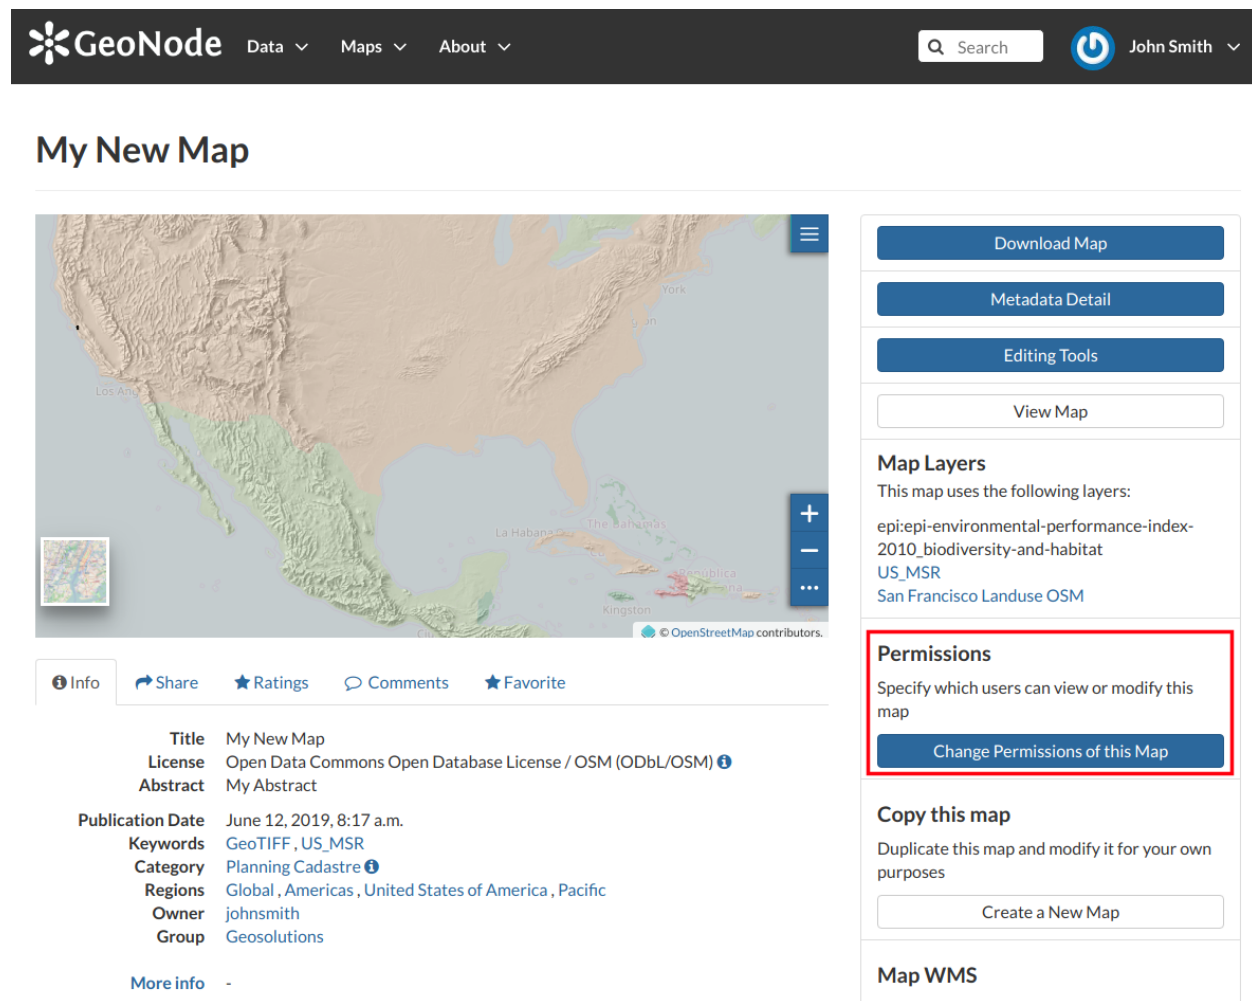 GeoNode Data Maps About Search John Smith
My New Map
York
Los Ang
La Habana
The Bahamas
República
Kingston
© OpenStreetMap contributors.
Info Share Ratings Comments Favorite
Title My New Map
License Open Data Commons Open Database License / OSM (ODbL/OSM)
Abstract My Abstract
Publication Date June 12, 2019, 8:17 a.m.
Keywords GeoTIFF , US_MSR
Category Planning Cadastre
Regions Global , Americas , United States of America , Pacific
Owner johnsmith
Group Geosolutions
More info -
Download Map
Metadata Detail
Editing Tools
View Map
Map Layers
This map uses the following layers:
epi:epi-environmental-performance-index-
2010_biodiversity-and-habitat
US_MSR
San Francisco Landuse OSM
Permissions
Specify which users can view or modify this
map
Change Permissions of this Map
Copy this map
Duplicate this map and modify it for your own
purposes
Create a New Map
Map WMS